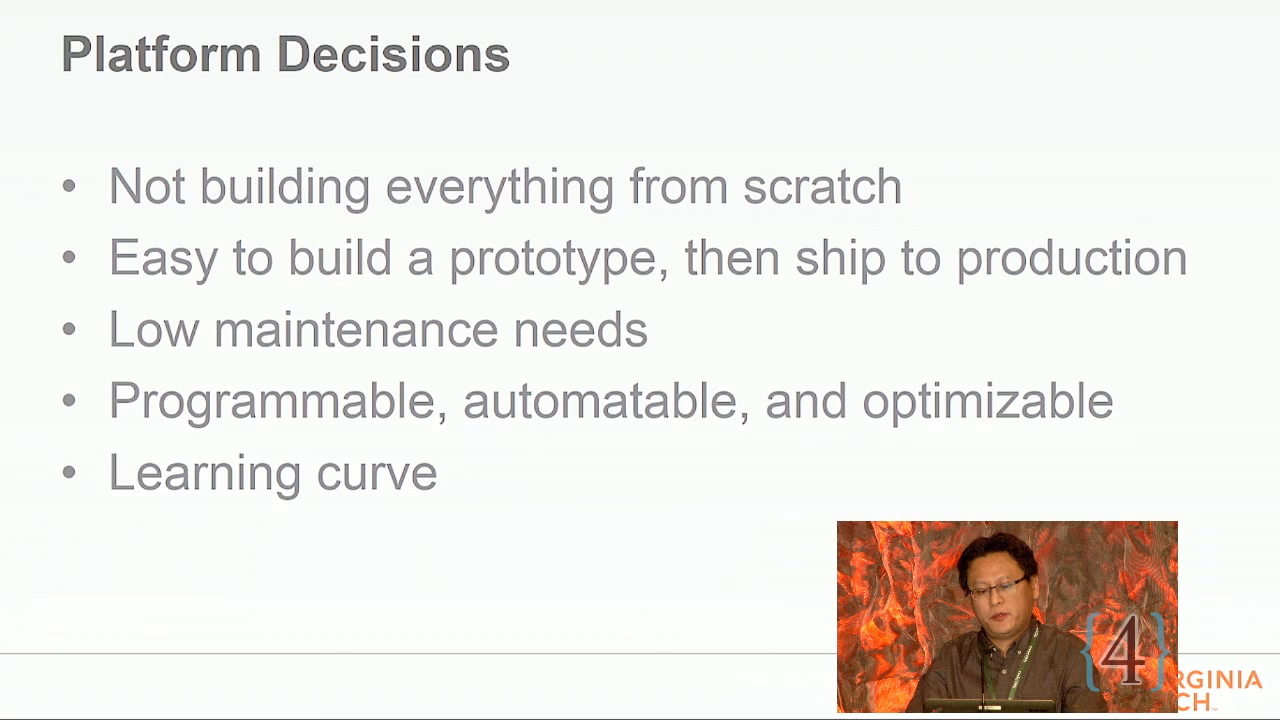 Platform Decisions
• Not building everything from scratch
• Easy to build a prototype, then ship to production
• Low maintenance needs
• Programmable, automatable, and optimizable
• Learning curve
{4}
RGINIA
CH